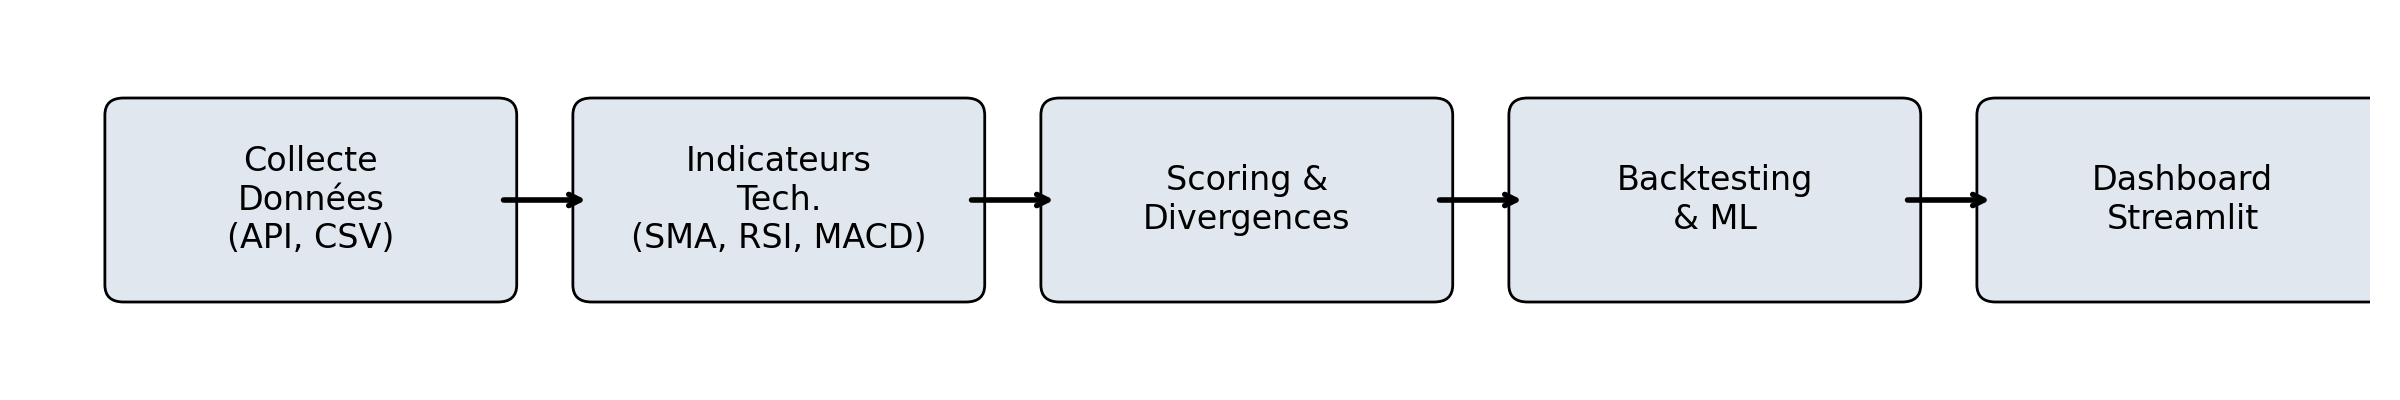 Collecte
Données
(API, CSV)
Indicateurs
Tech.
(SMA, RSI, MACD)
Scoring &
Divergences
Backtesting
& ML
Dashboard
Streamlit